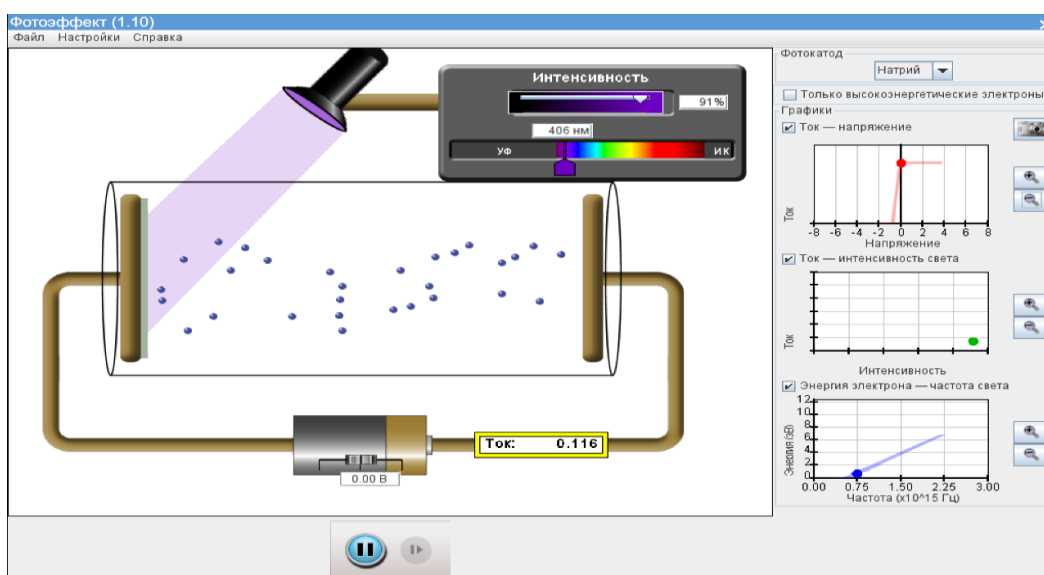 Фотоэффект (1.10)
Файл Настройки Справка
Интенсивность
91%
406 нм
УФ
ИК
Ток: 0.116
0.00 В
Фотокатод
Натрий
Только высокоэнергетические электроны
Графики
Ток — напряжение
Ток
-8 -6 -4 -2 0 2 4 6 8
Напряжение
Ток — интенсивность света
Ток
Интенсивность
Энергия электрона — частота света
Энергия (эВ)
12
10
8
6
4
2
0
0.00 0.75 1.50 2.25 3.00
Частота (x10^15 Гц)